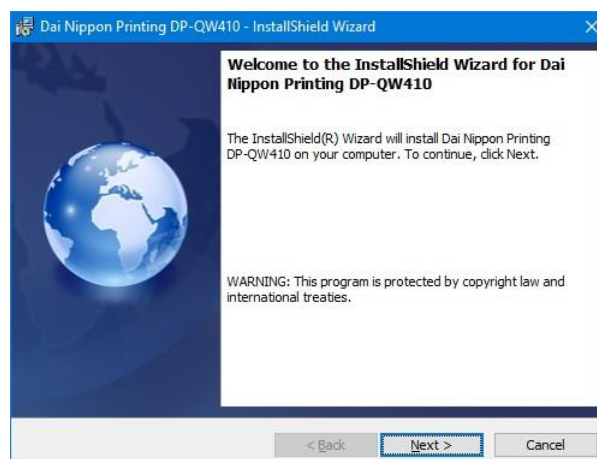 Dai Nippon Printing DP-QW410 - InstallShield Wizard
Welcome to the InstallShield Wizard for Dai
Nippon Printing DP-QW410
The InstallShield(R) Wizard will install Dai Nippon Printing
DP-QW410 on your computer. To continue, click Next.
WARNING: This program is protected by copyright law and
international treaties.
< Back Next > Cancel